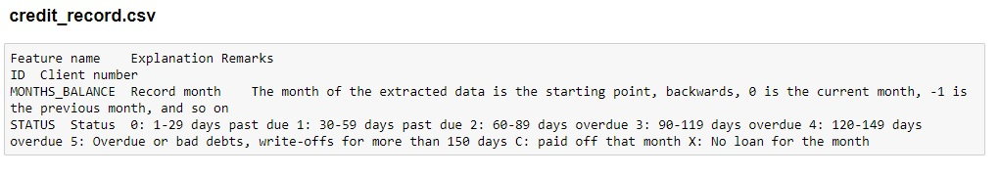 credit_record.csv
Feature name    Explanation Remarks
ID  Client number
MONTHS_BALANCE  Record month    The month of the extracted data is the starting point, backwards, 0 is the current month, -1 is
the previous month, and so on
STATUS  Status  0: 1-29 days past due 1: 30-59 days past due 2: 60-89 days overdue 3: 90-119 days overdue 4: 120-149 days
overdue 5: Overdue or bad debts, write-offs for more than 150 days C: paid off that month X: No loan for the month